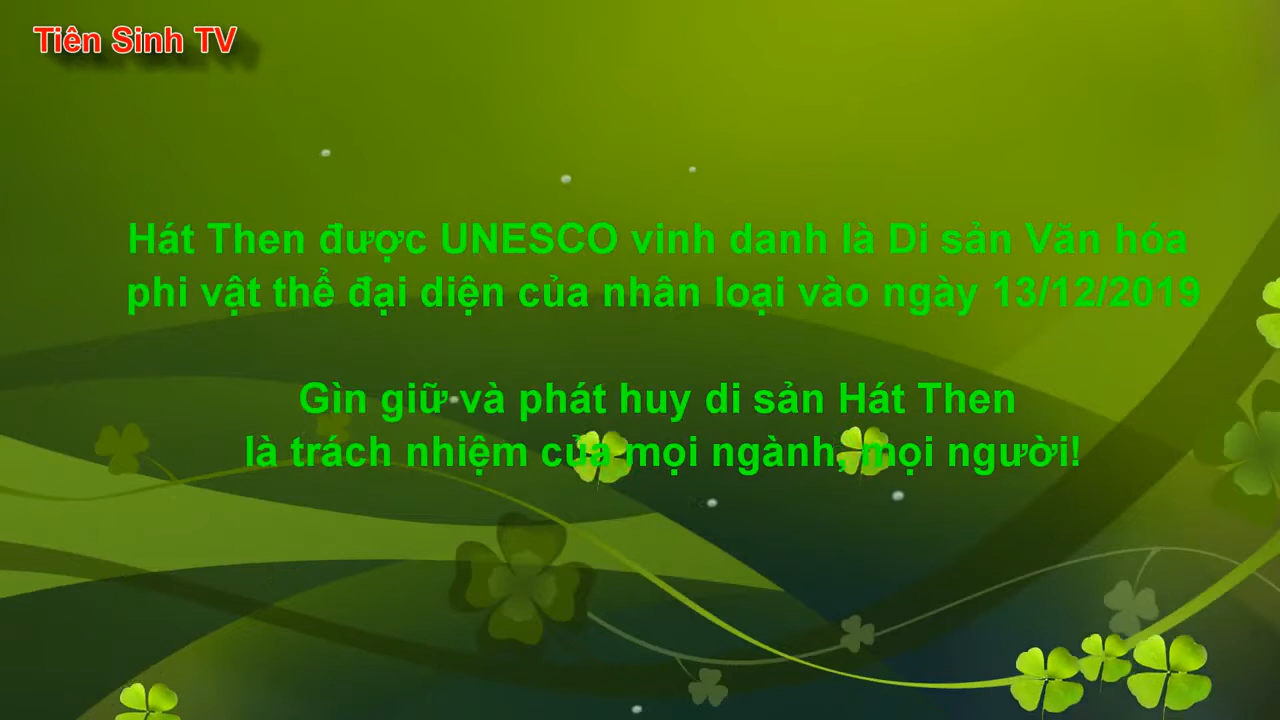 Tiên Sinh TV
Hát Then được UNESCO vinh danh là Di sản Văn hóa
phi vật thể đại diện của nhân loại vào ngày 13/12/2019
Gìn giữ và phát huy di sản Hát Then
là trách nhiệm của mọi ngành, mọi người!